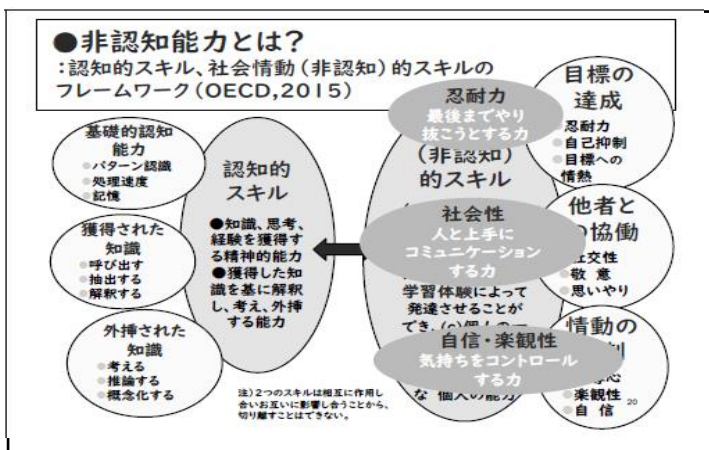 ●非認知能力とは?
:認知的スキル、社会情動(非認知)的スキルの
フレームワーク(OECD,2015)
基礎的認知
能力
●パターン認識
●処理速度
●記憶
獲得された
知識
●呼び出す
●抽出する
●解釈する
外挿された
知識
●考える
●推論する
●概念化する
認知的
スキル
●知識、思考、
経験を獲得す
る精神的能力
●獲得した知
識を基に解釈
し、考え、外挿
する能力
忍耐力
最後までやり
抜こうとする力
(非認知)
的スキル
社会性
人と上手に
コミュニケーション
する力
学習体験によって
発達させることが
でき、
自信・楽観性
気持ちをコントロール
する力
な 個人の能力
目標の
達成
忍耐力
●自己抑制
●目標への
情熱
他者と
の協働
社交性
●敬 意
●思いやり
情動の
●楽観性
●自 信
注)2つのスキルは相互に作用し
合いお互いに影響し合うことから、
切り離すことはできない。
20